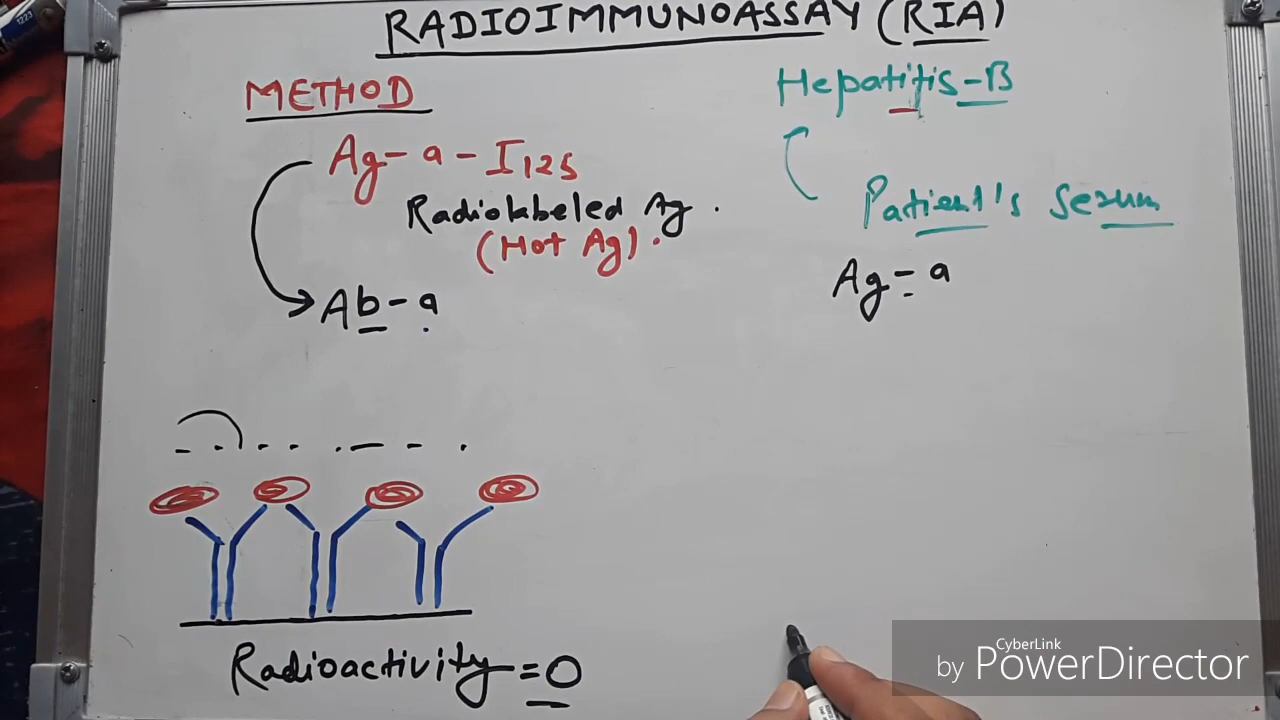 RADIOIMMUNOASSAY (RIA)
METHOD
Ag - a - I125
Radiolabeled Ag.
(Hot Ag).
Ab - a
Radioactivity = 0
Hepatitis-B
Patient's serum
Ag - a
CyberLink
by PowerDirector
1223